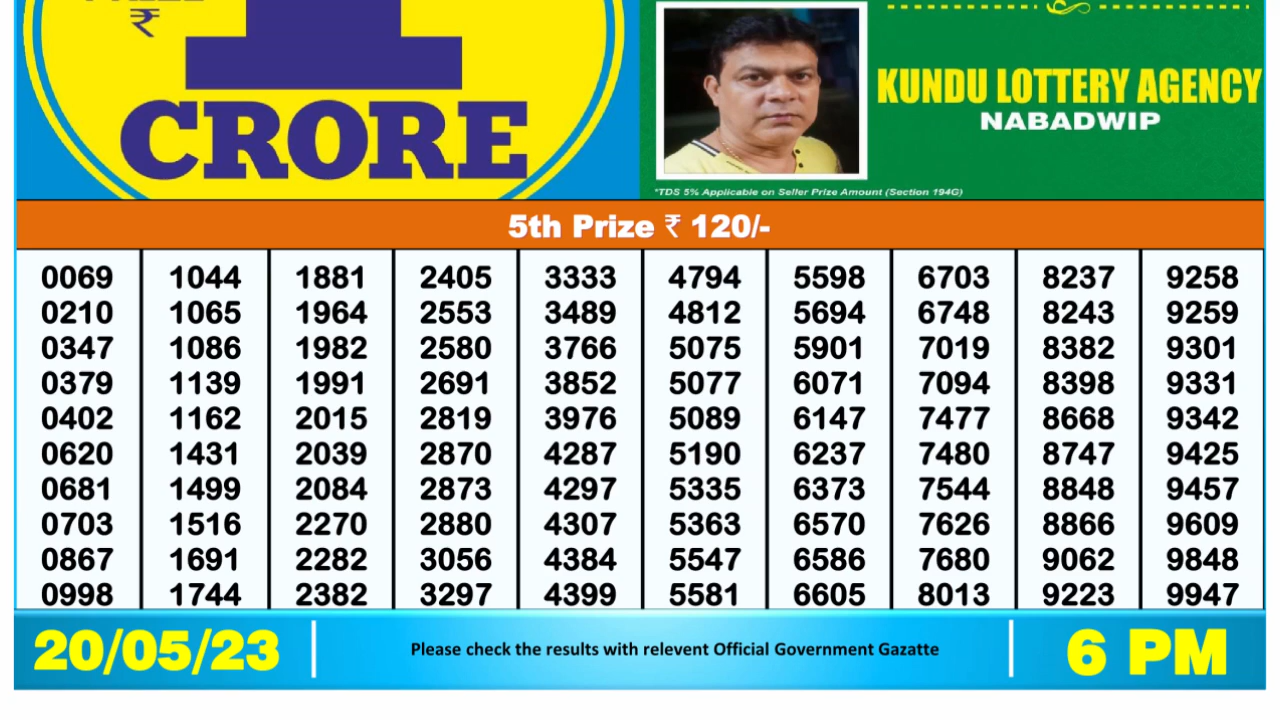 ₹
1
CRORE
KUNDU LOTTERY AGENCY
NABADWIP
*TDS 5% Applicable on Seller Prize Amount (Section 194G)
5th Prize ₹ 120/-
0069 1044 1881 2405 3333 4794 5598 6703 8237 9258
0210 1065 1964 2553 3489 4812 5694 6748 8243 9259
0347 1086 1982 2580 3766 5075 5901 7019 8382 9301
0379 1139 1991 2691 3852 5077 6071 7094 8398 9331
0402 1162 2015 2819 3976 5089 6147 7477 8668 9342
0620 1431 2039 2870 4287 5190 6237 7480 8747 9425
0681 1499 2084 2873 4297 5335 6373 7544 8848 9457
0703 1516 2270 2880 4307 5363 6570 7626 8866 9609
0867 1691 2282 3056 4384 5547 6586 7680 9062 9848
0998 1744 2382 3297 4399 5581 6605 8013 9223 9947
20/05/23
Please check the results with relevent Official Government Gazatte
6 PM